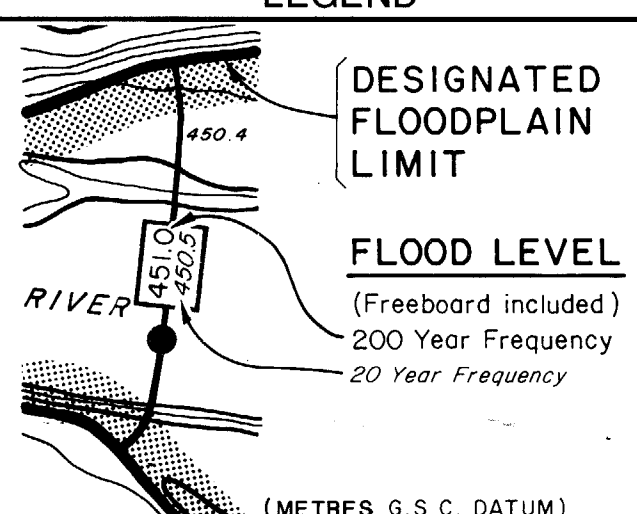 LEGEND
DESIGNATED
FLOODPLAIN
LIMIT
450.4
451.0
450.5
RIVER
FLOOD LEVEL
(Freeboard included)
200 Year Frequency
20 Year Frequency
(METRES G.S.C. DATUM)